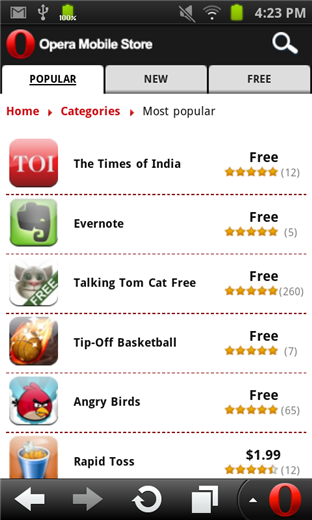 100%
4:23 PM
Opera Mobile Store
POPULAR
NEW
FREE
Home
Categories
Most popular
TOI
The Times of India
Free
(12)
Evernote
Free
(5)
FREE
Talking Tom Cat Free
Free
(260)
Tip-Off Basketball
Free
(7)
Angry Birds
Free
(65)
Rapid Toss
$1.99
(12)